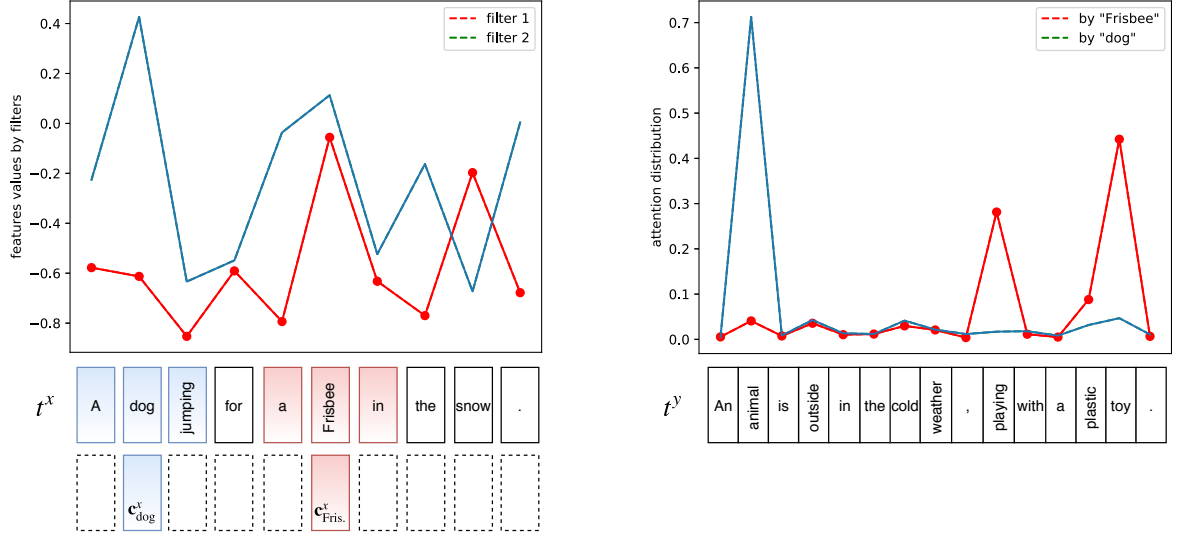 features values by filters
0.4
0.2
0.0
−0.2
−0.4
−0.6
−0.8
filter 1
filter 2
t^x
A dog jumping for a Frisbee in the snow .
c^x_dog c^x_Fris.
attention distribution
0.7
0.6
0.5
0.4
0.3
0.2
0.1
0.0
by "Frisbee"
by "dog"
t^y
An animal is outside in the cold weather , playing with a plastic toy .